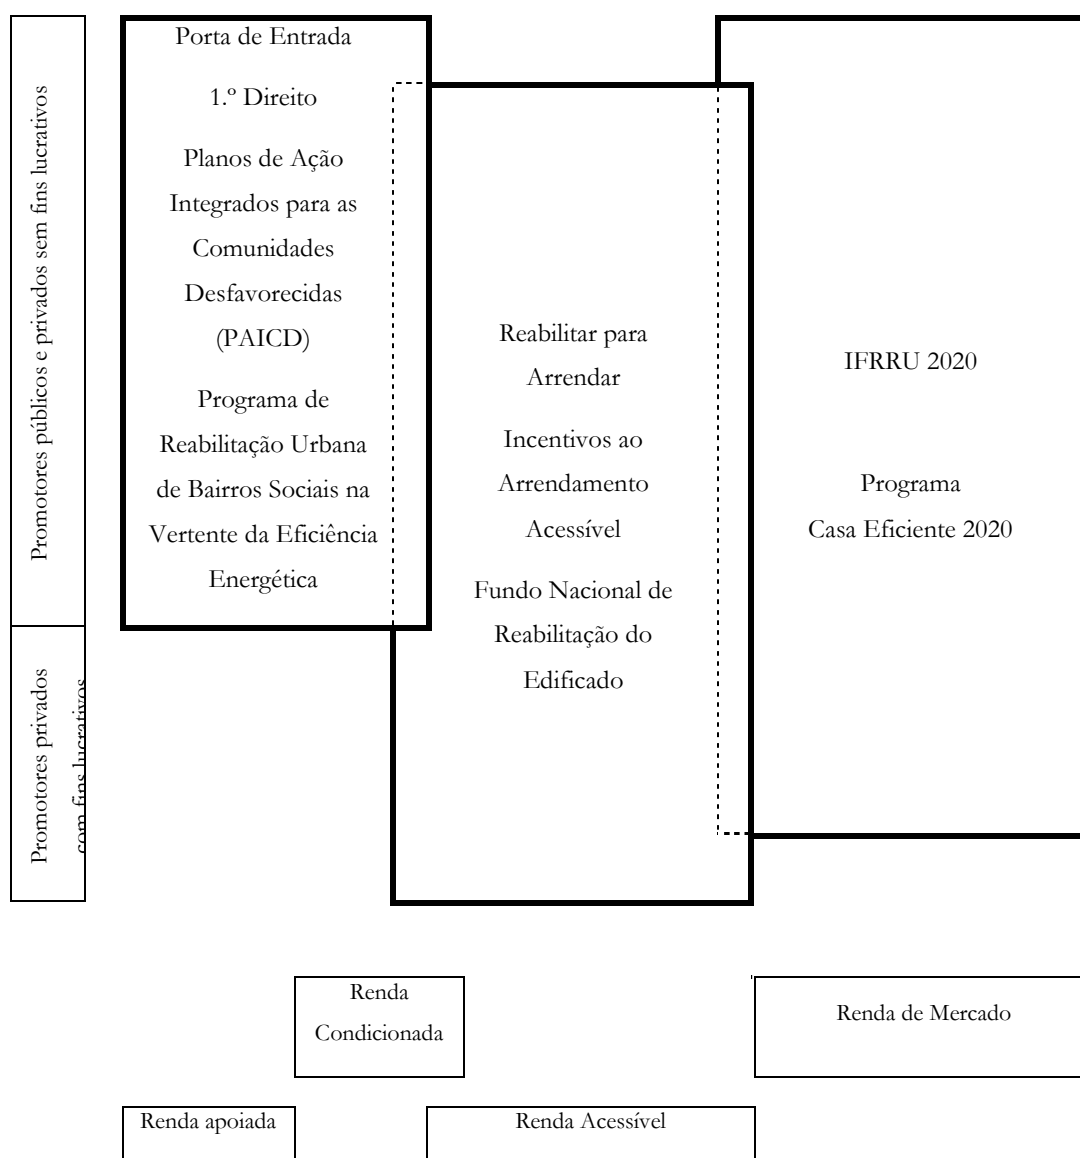 Promotores públicos e privados sem fins lucrativos
Promotores privados
com fins lucrativos
Porta de Entrada
1.º Direito
Planos de Ação
Integrados para as
Comunidades
Desfavorecidas
(PAICD)
Programa de
Reabilitação Urbana
de Bairros Sociais na
Vertente da Eficiência
Energética
Reabilitar para
Arrendar
Incentivos ao
Arrendamento
Acessível
Fundo Nacional de
Reabilitação do
Edificado
IFRRU 2020
Programa
Casa Eficiente 2020
Renda
Condicionada
Renda de Mercado
Renda apoiada
Renda Acessível